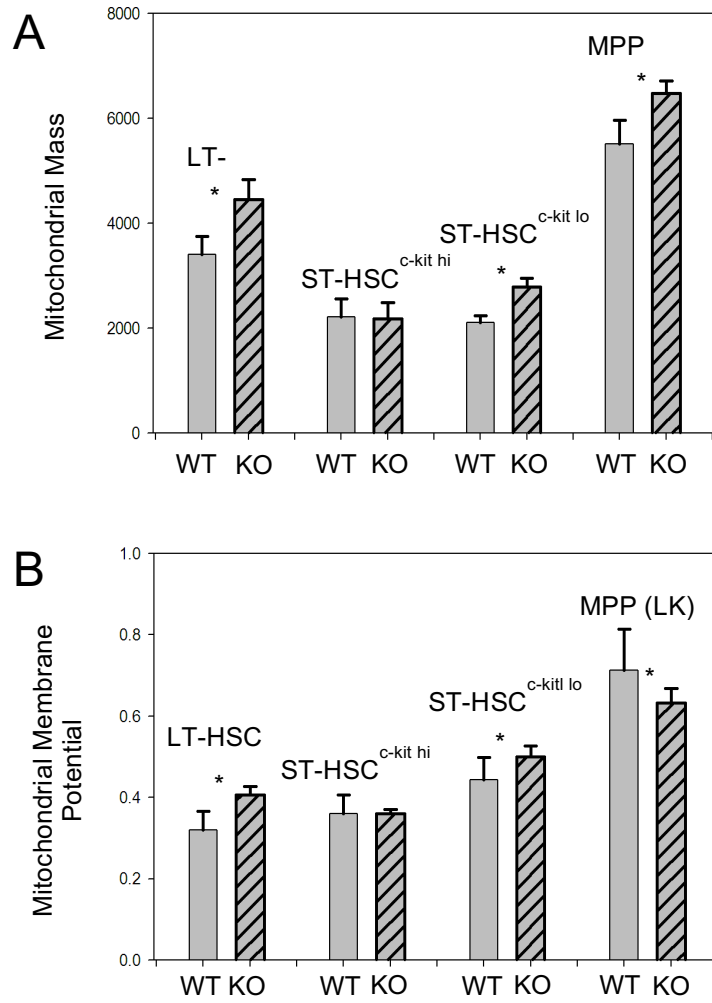 A
Mitochondrial Mass
8000
6000
4000
2000
0
LT-
*
ST-HSC c-kit hi
ST-HSC c-kit lo
*
MPP
*
WT KO WT KO WT KO WT KO
B
Mitochondrial Membrane
Potential
1.0
0.8
0.6
0.4
0.2
0.0
LT-HSC
*
ST-HSC c-kit hi
ST-HSC c-kitl lo
*
MPP (LK)
*
WT KO WT KO WT KO WT KO